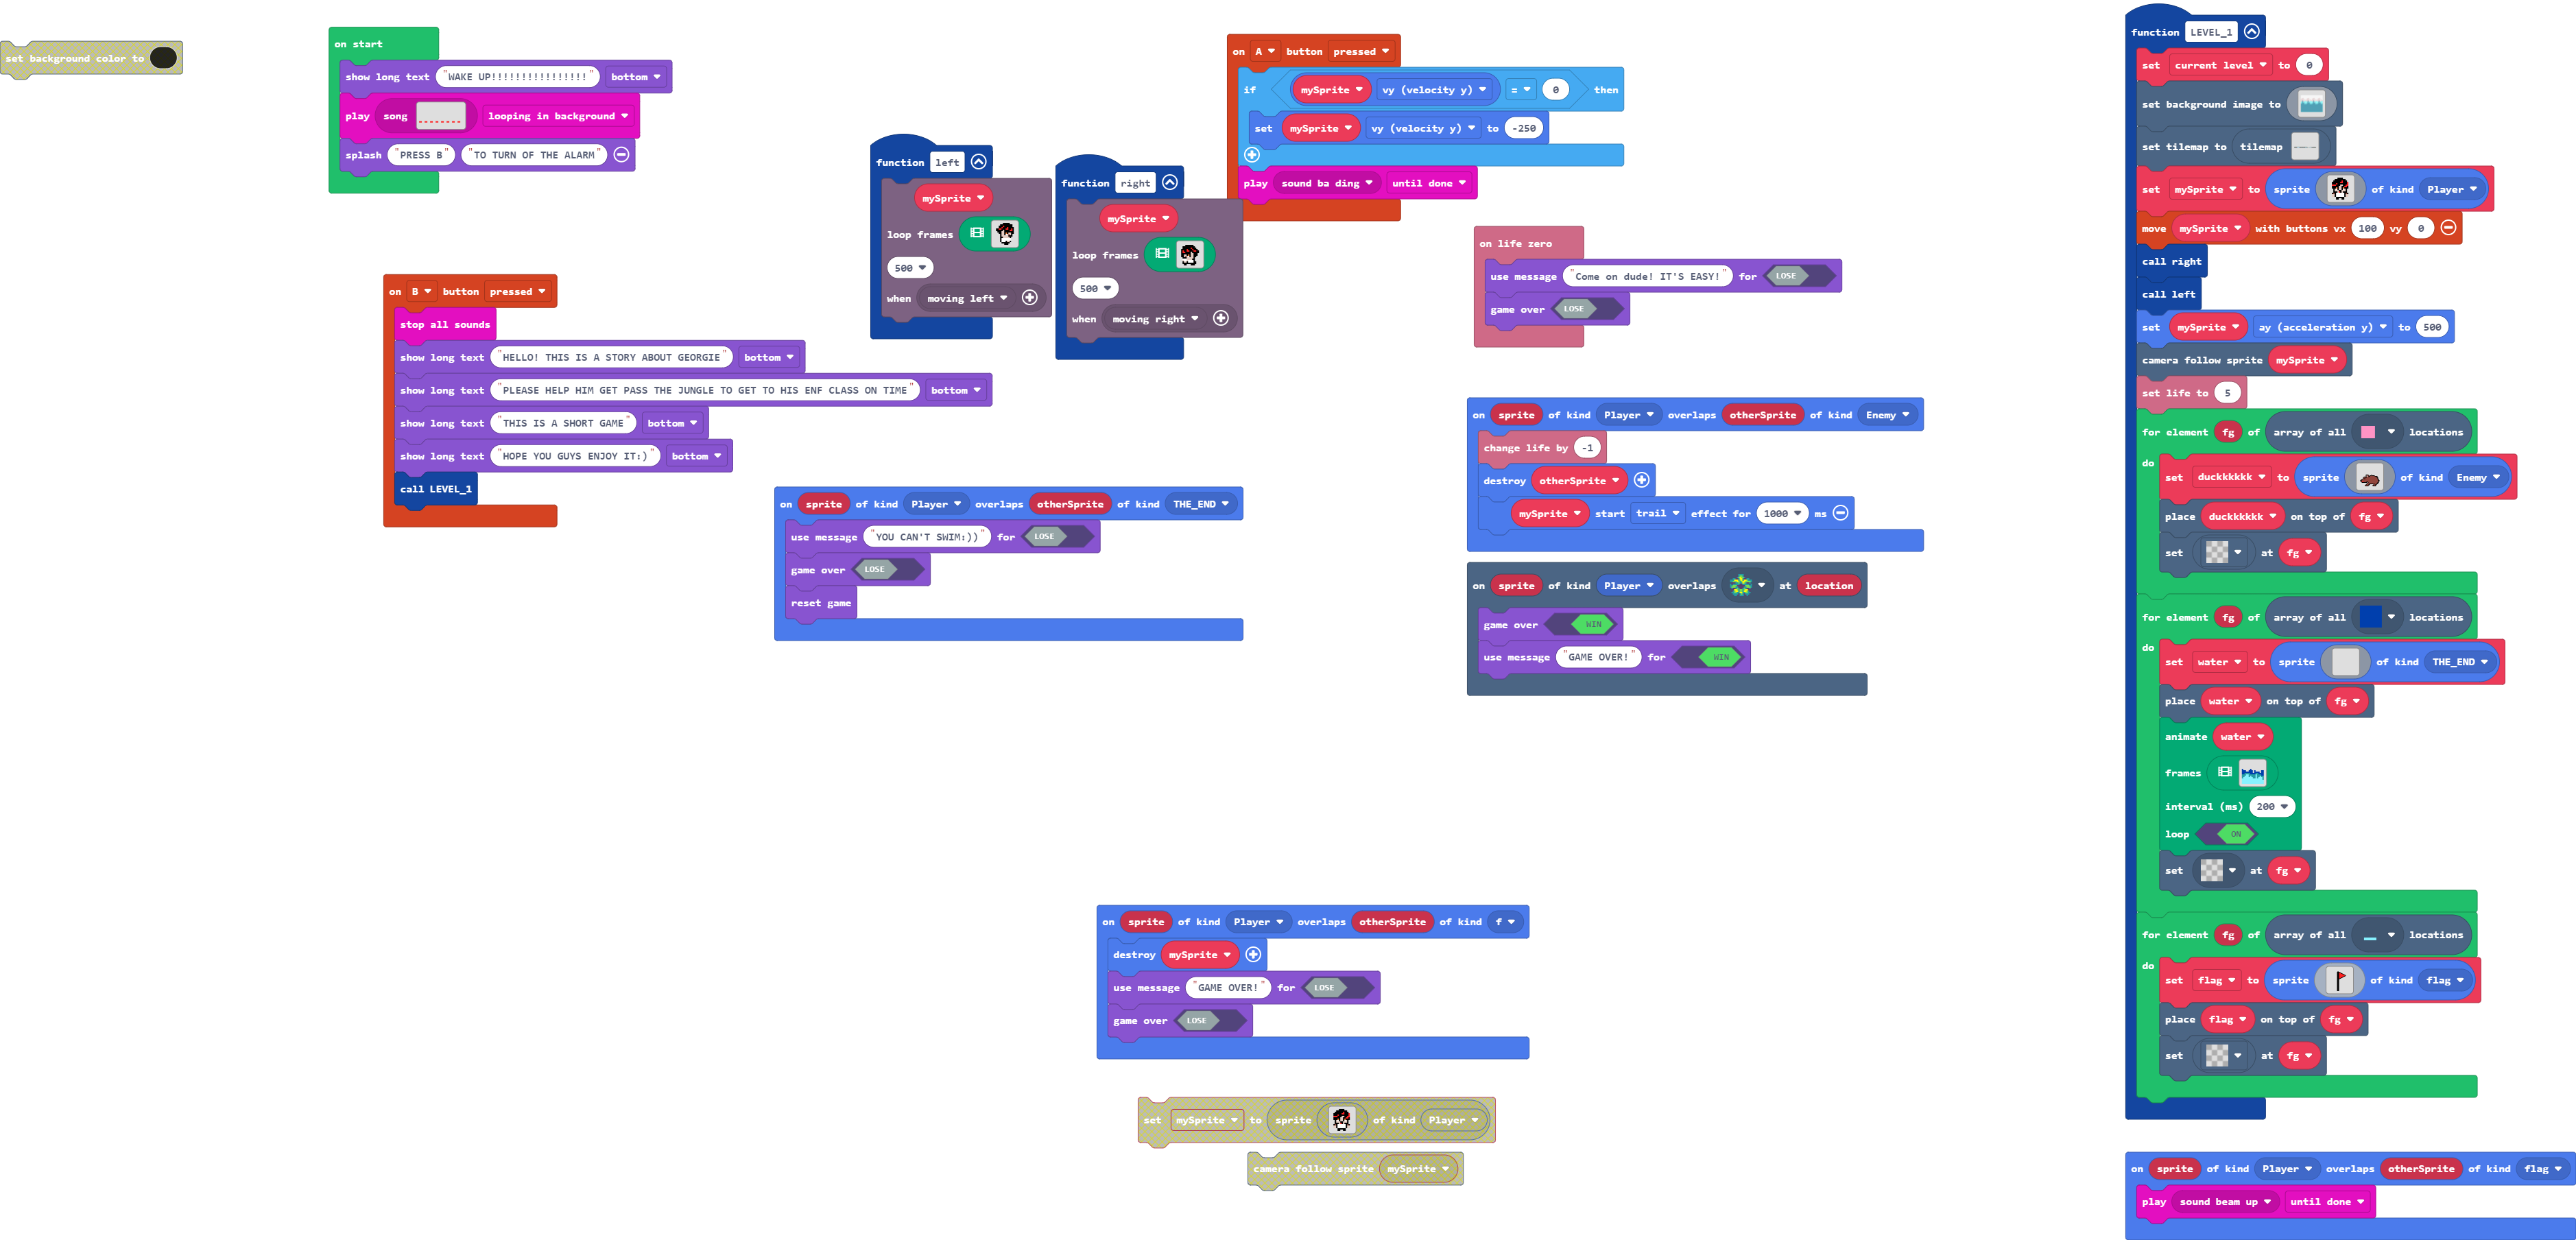 set background color to
on start
show long text "WAKE UP!!!!!!!!!!!!!!!!" bottom
play song looping in background
splash "PRESS B" "TO TURN OF THE ALARM"
on B button pressed
stop all sounds
show long text "HELLO! THIS IS A STORY ABOUT GEORGIE" bottom
show long text "PLEASE HELP HIM GET PASS THE JUNGLE TO GET TO HIS ENF CLASS ON TIME" bottom
show long text "THIS IS A SHORT GAME" bottom
show long text "HOPE YOU GUYS ENJOY IT:)" bottom
call LEVEL_1
function left
mySprite
loop frames
500
when moving left
function right
mySprite
loop frames
500
when moving right
on A button pressed
if mySprite vy (velocity y) = 0 then
set mySprite vy (velocity y) to -250
play sound ba ding until done
on life zero
use message "Come on dude! IT'S EASY!" for LOSE
game over LOSE
on sprite of kind Player overlaps otherSprite of kind Enemy
change life by -1
destroy otherSprite
mySprite start trail effect for 1000 ms
on sprite of kind Player overlaps otherSprite of kind THE_END
use message "YOU CAN'T SWIM:))" for LOSE
game over LOSE
reset game
on sprite of kind Player overlaps at location
game over WIN
use message "GAME OVER!" for WIN
on sprite of kind Player overlaps otherSprite of kind f
destroy mySprite
use message "GAME OVER!" for LOSE
game over LOSE
set mySprite to sprite of kind Player
camera follow sprite mySprite
function LEVEL_1
set current level to 0
set background image to
set tilemap to tilemap
set mySprite to sprite of kind Player
move mySprite with buttons vx 100 vy 0
call right
call left
set mySprite ay (acceleration y) to 500
camera follow sprite mySprite
set life to 5
for element fg of array of all locations
do
set duckkkkkk to sprite of kind Enemy
place duckkkkkk on top of fg
set at fg
for element fg of array of all locations
do
set water to sprite of kind THE_END
place water on top of fg
animate water
frames
interval (ms) 200
loop ON
set at fg
for element fg of array of all locations
do
set flag to sprite of kind flag
place flag on top of fg
set at fg
on sprite of kind Player overlaps otherSprite of kind flag
play sound beam up until done